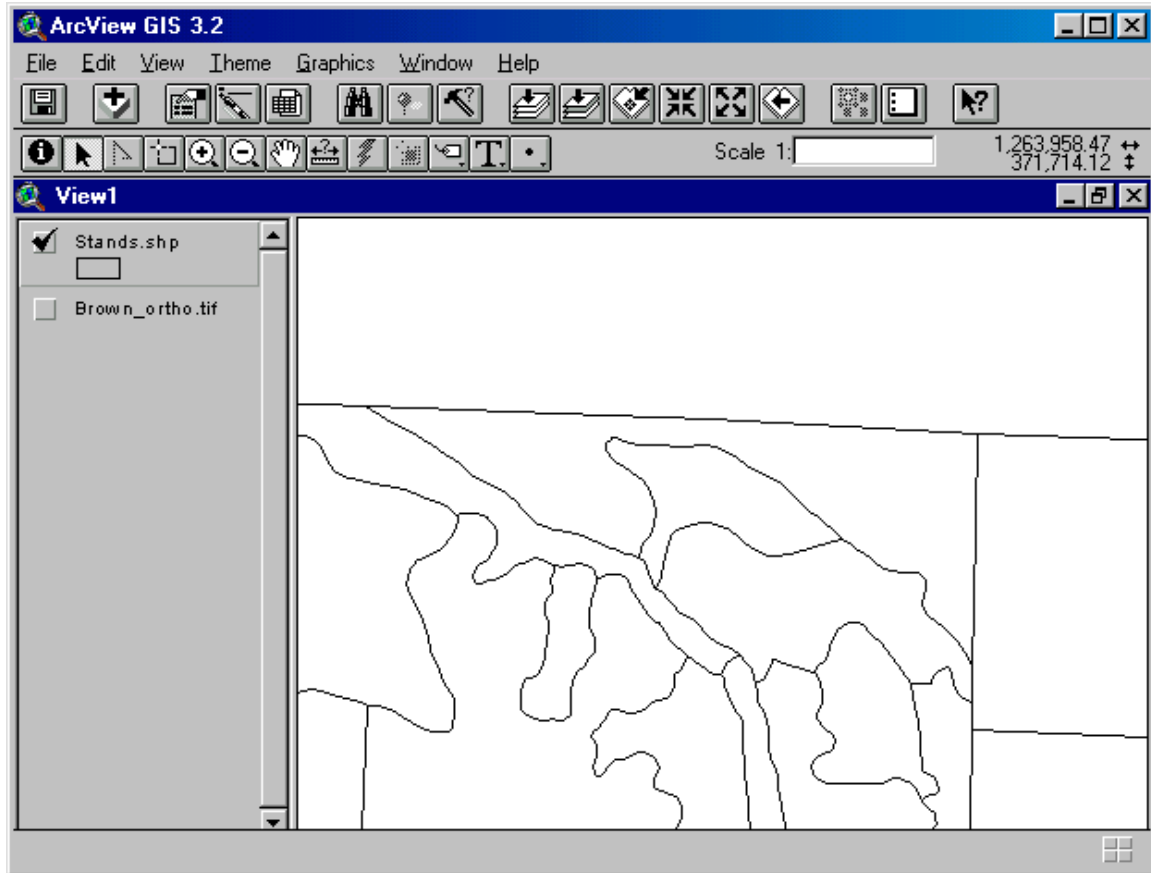 ArcView GIS 3.2
File Edit View Theme Graphics Window Help
T
Scale 1:
1,263,958.47
371,714.12
View1
Stands.shp
Brown_ortho.tif